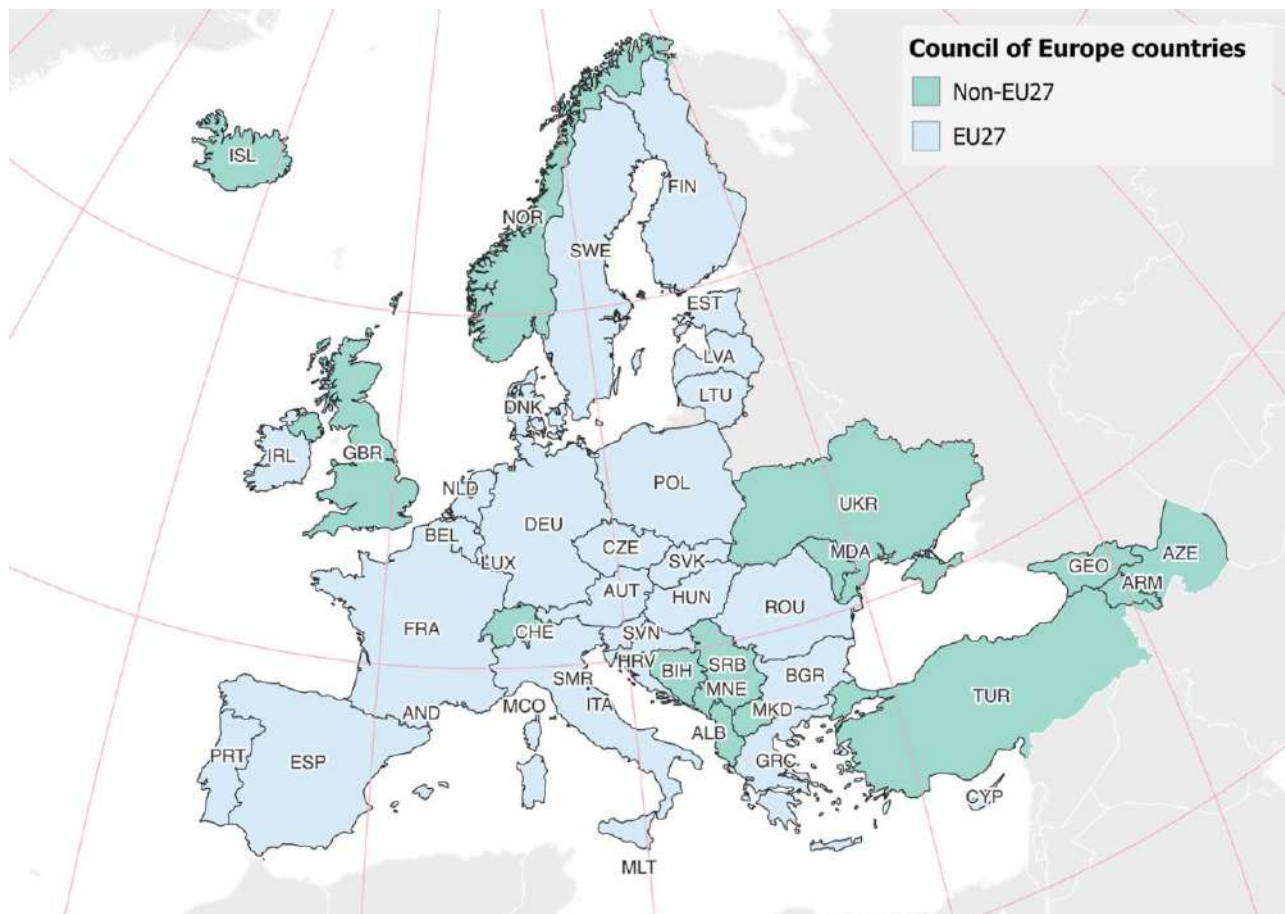 Council of Europe countries
Non-EU27
EU27
ISL
FIN
NOR
SWE
EST
LVA
LTU
DNK
IRL
GBR
NLD
POL
UKR
DEU
BEL
CZE
MDA
LUX
SVK
GEO
AZE
ARM
AUT
HUN
ROU
FRA
CHE
SVN
HRV
BIH
SRB
SMR
MNE
BGR
TUR
ITA
MCO
AND
MKD
ALB
PRT
ESP
GRC
CYP
MLT